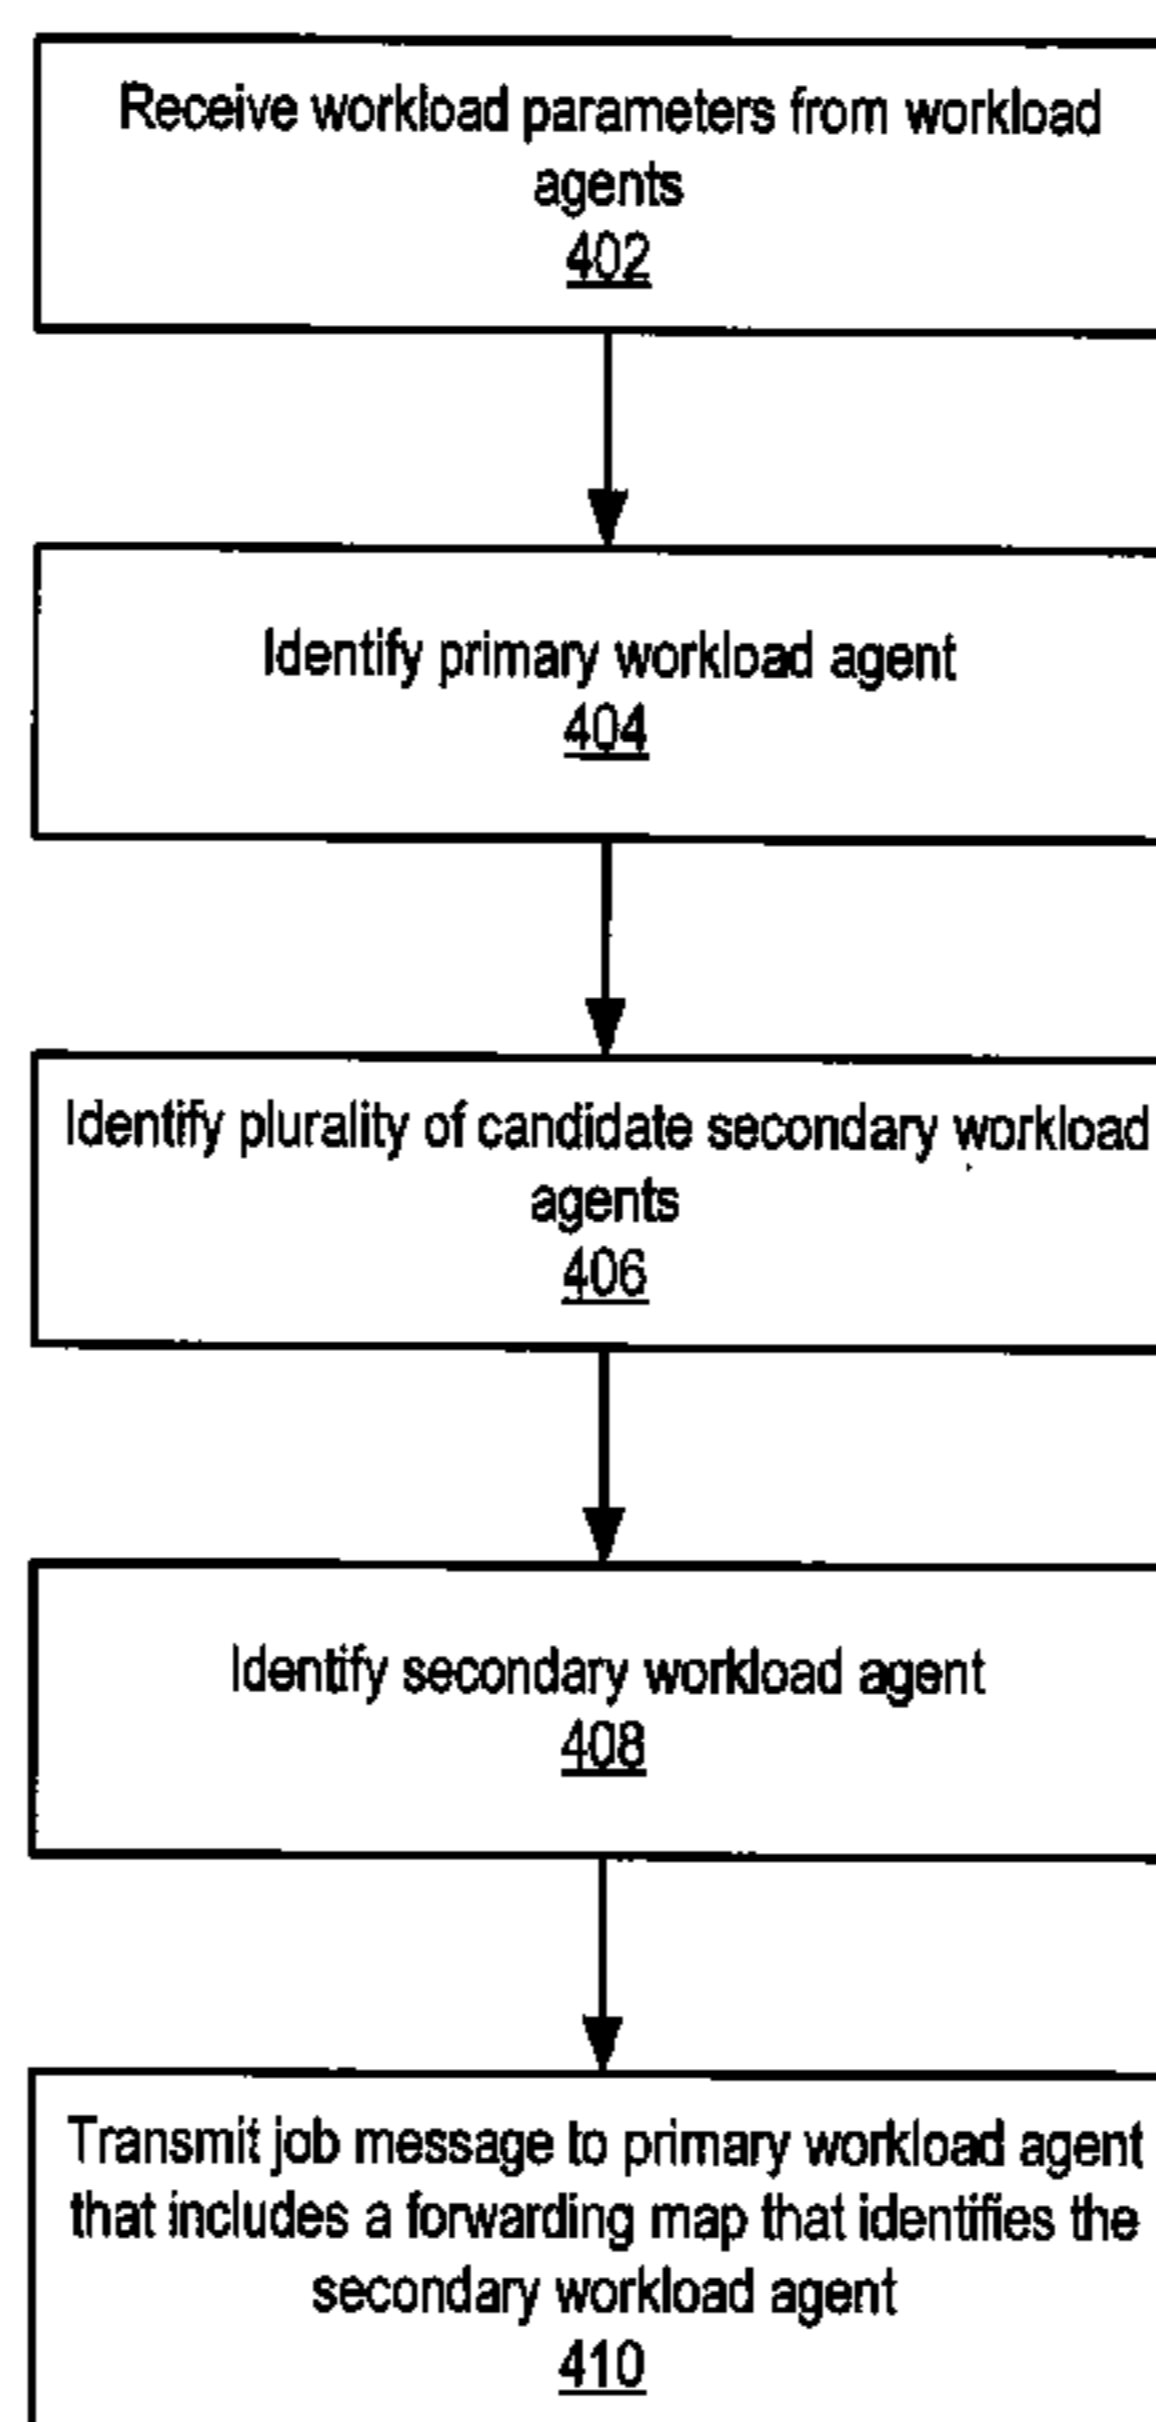 Receive workload parameters from workload
agents
402
Identify primary workload agent
404
Identify plurality of candidate secondary workload
agents
406
Identify secondary workload agent
408
Transmit job message to primary workload agent
that includes a forwarding map that identifies the
secondary workload agent
410